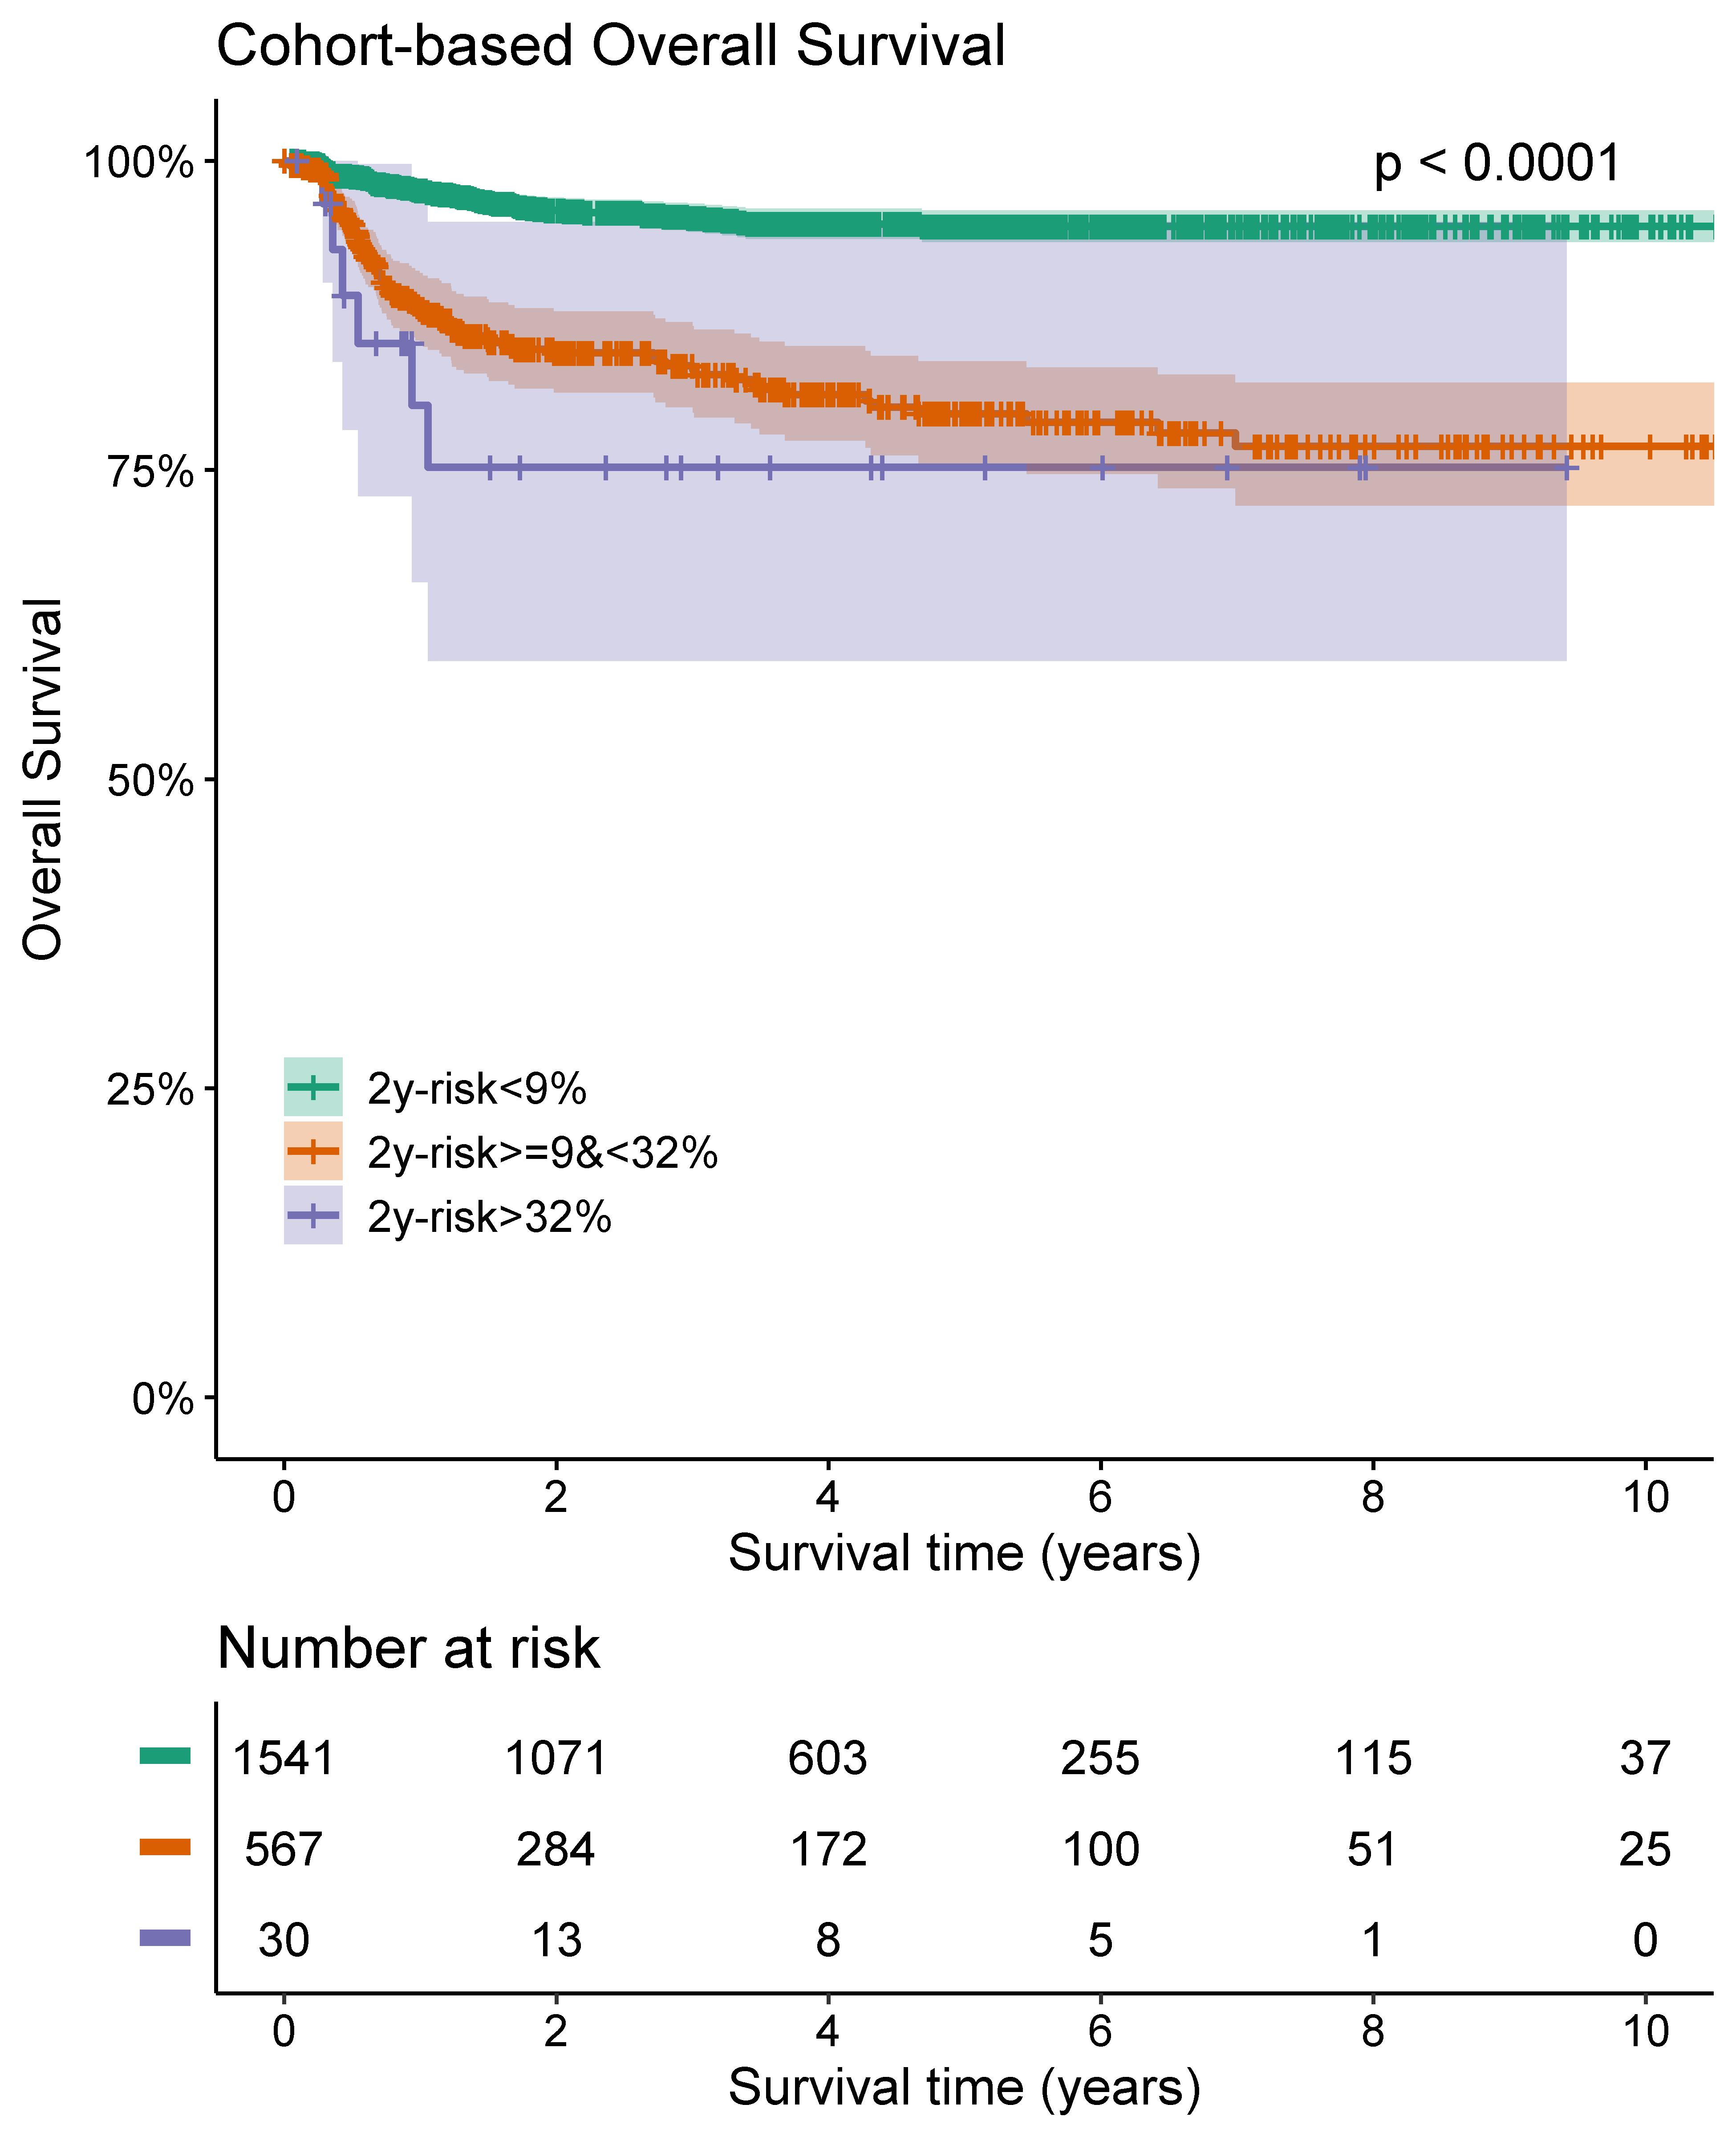 Cohort-based Overall Survival
p < 0.0001
100%
75%
50%
25%
0%
Overall Survival
2y-risk<9%
2y-risk>=9&<32%
2y-risk>32%
0 2 4 6 8 10
Survival time (years)
Number at risk
1541 1071 603 255 115 37
567 284 172 100 51 25
30 13 8 5 1 0
0 2 4 6 8 10
Survival time (years)